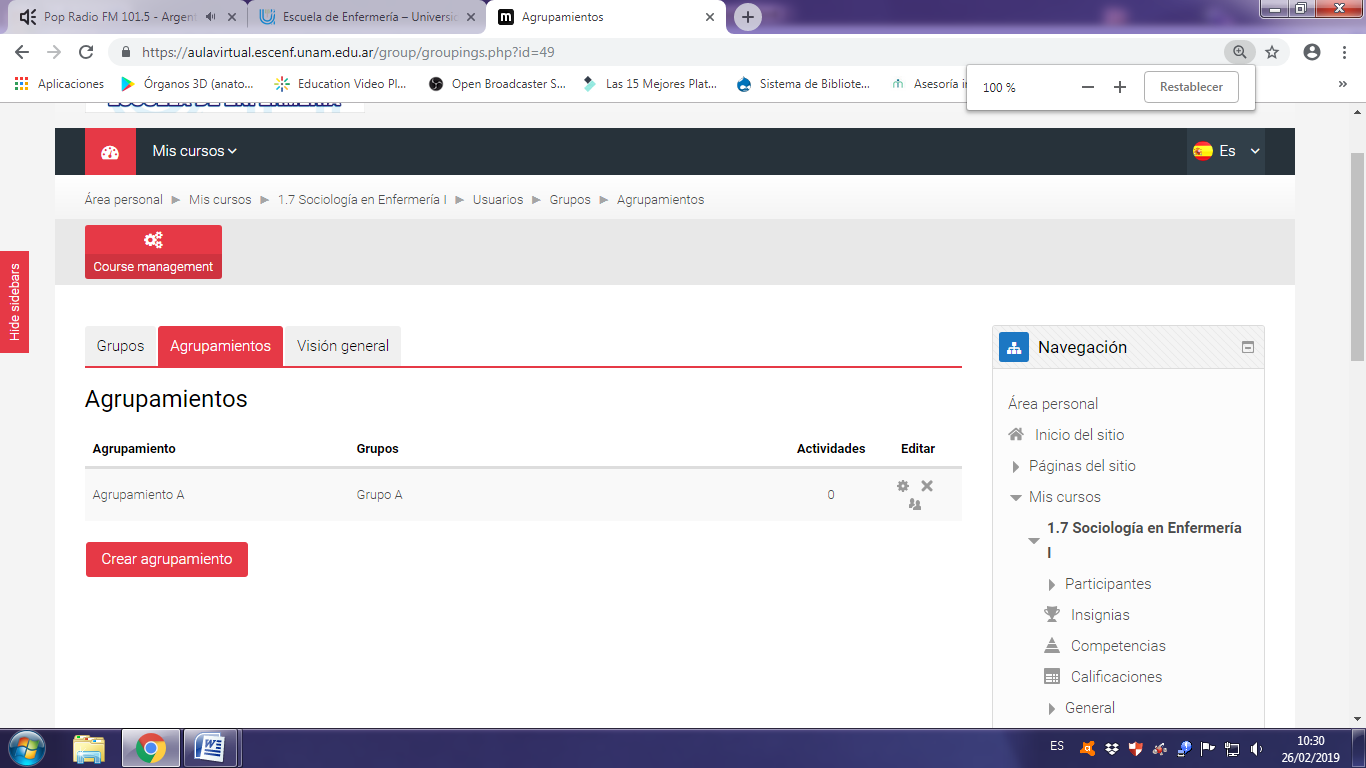 Pop Radio FM 101.5 - Argent
Escuela de Enfermería – Universid
Agrupamientos
https://aulavirtual.escenf.unam.edu.ar/group/groupings.php?id=49
Aplicaciones
Órganos 3D (anato...
Education Video Pl...
Open Broadcaster S...
Las 15 Mejores Plat...
Sistema de Bibliote...
Asesoría i
»
100 %
Restablecer
Mis cursos
Es
Área personal ► Mis cursos ► 1.7 Sociología en Enfermería I ► Usuarios ► Grupos ► Agrupamientos
Course management
Hide sidebars
Grupos
Agrupamientos
Visión general
Agrupamientos
Agrupamiento Grupos Actividades Editar
Agrupamiento A Grupo A 0
Crear agrupamiento
Navegación
Área personal
Inicio del sitio
Páginas del sitio
Mis cursos
1.7 Sociología en Enfermería
I
Participantes
Insignias
Competencias
Calificaciones
General
ES
10:30
26/02/2019